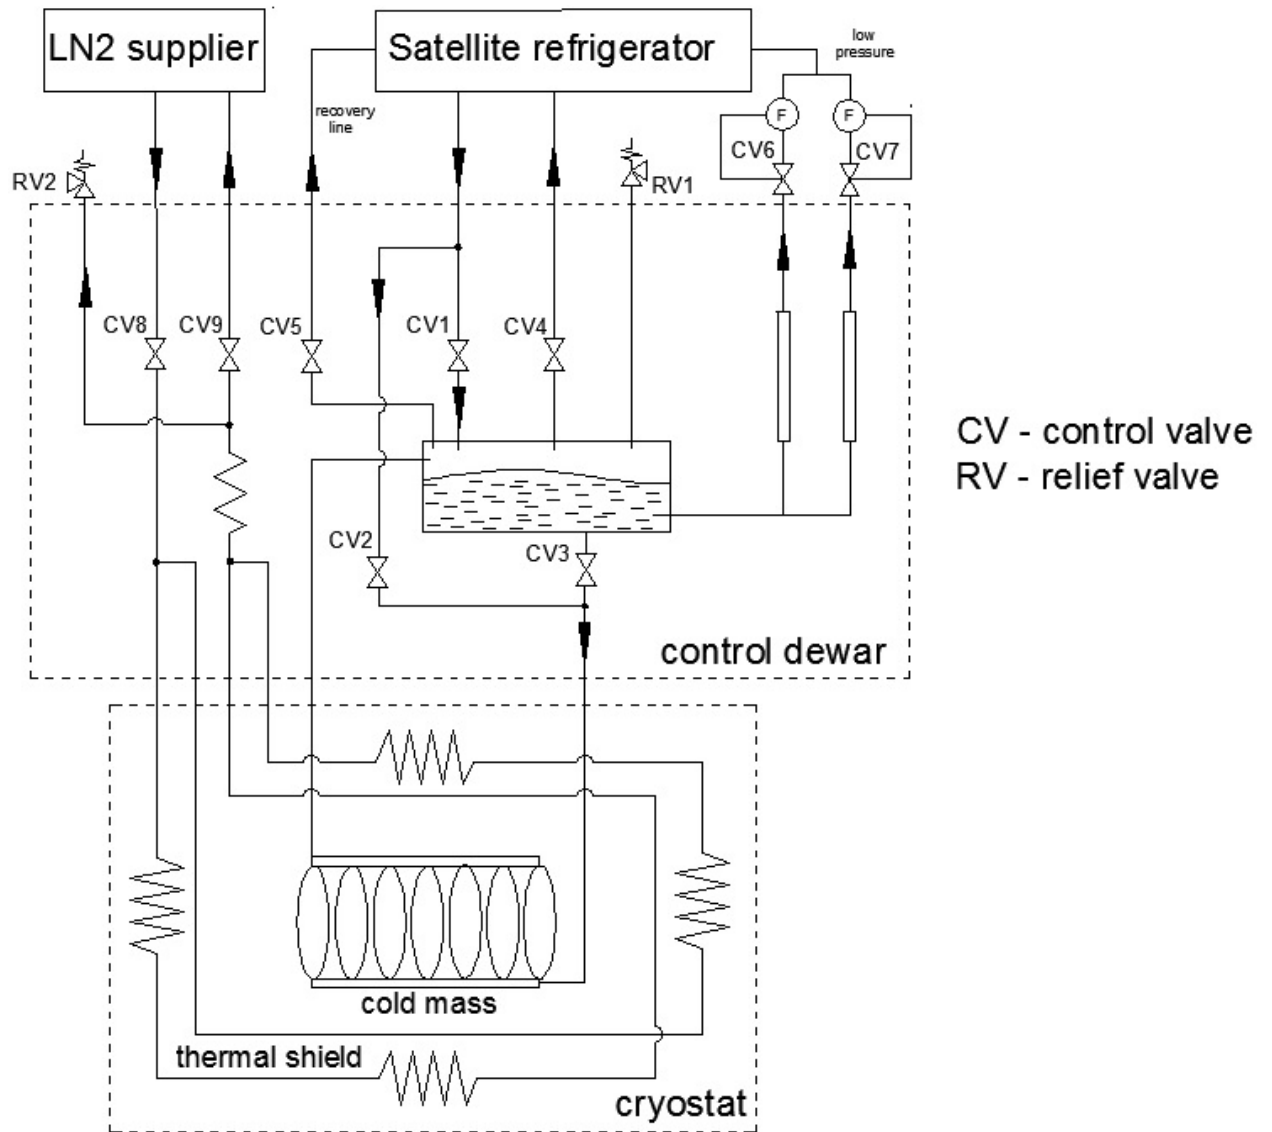 LN2 supplier
Satellite refrigerator
low
pressure
recovery
line
F
F
CV6
CV7
RV2
RV1
CV8
CV9
CV5
CV1
CV4
CV - control valve
RV - relief valve
CV2
CV3
control dewar
cold mass
thermal shield
cryostat